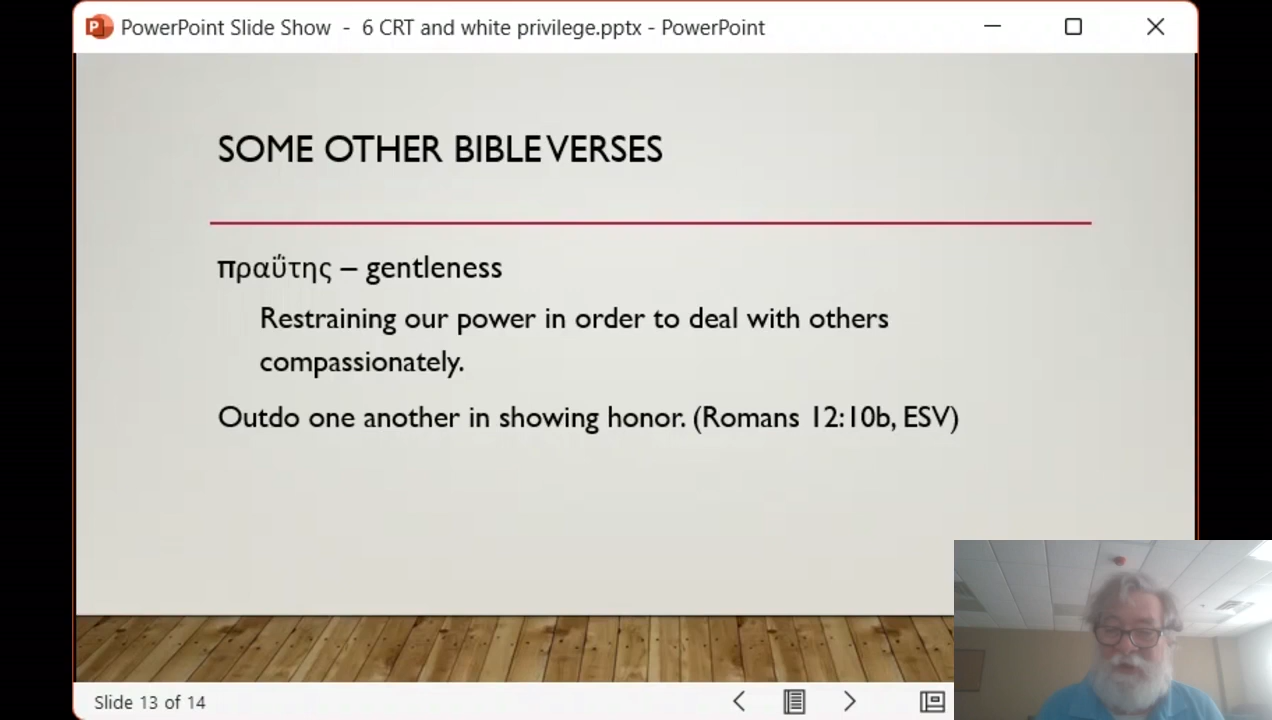 PowerPoint Slide Show - 6 CRT and white privilege.pptx - PowerPoint
SOME OTHER BIBLE VERSES
πραΰτης – gentleness
Restraining our power in order to deal with others
compassionately.
Outdo one another in showing honor. (Romans 12:10b, ESV)
Slide 13 of 14